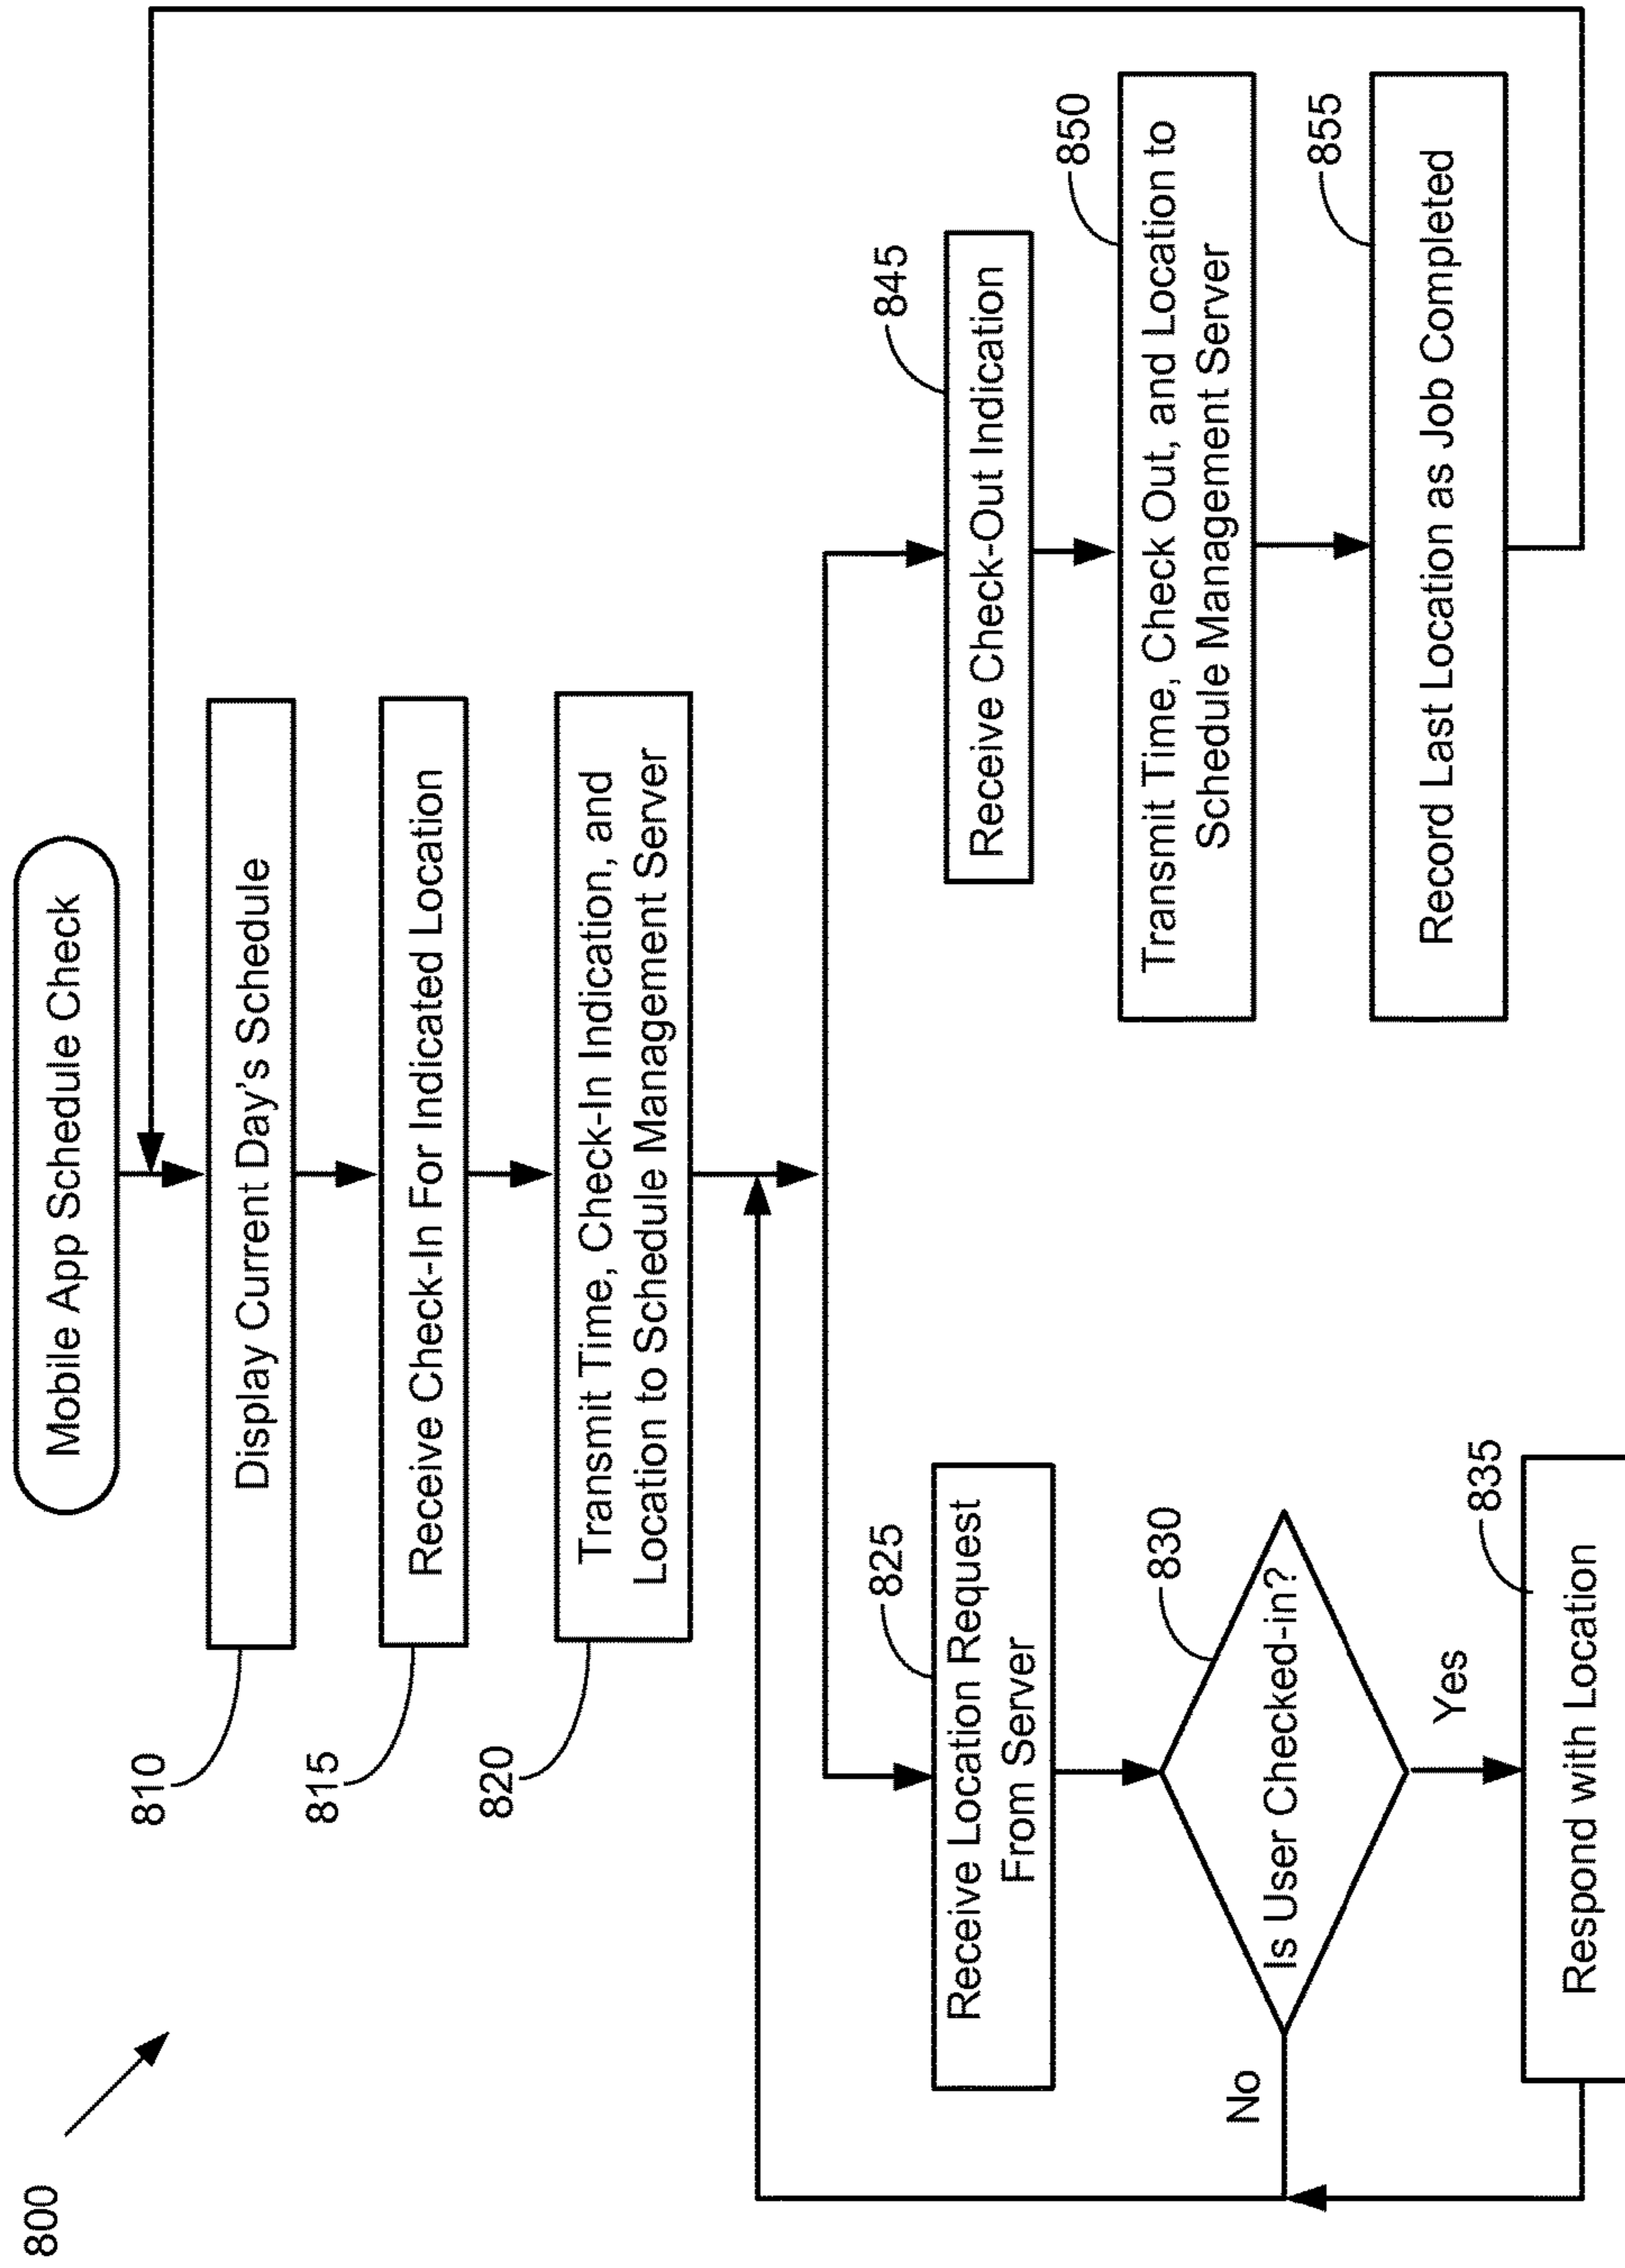 800
Mobile App Schedule Check
810
Display Current Day's Schedule
815
Receive Check-In For Indicated Location
820
Transmit Time, Check-In Indication, and
Location to Schedule Management Server
825
Receive Location Request
From Server
830
Is User Checked-in?
No
Yes
835
Respond with Location
845
Receive Check-Out Indication
850
Transmit Time, Check Out, and Location to
Schedule Management Server
855
Record Last Location as Job Completed